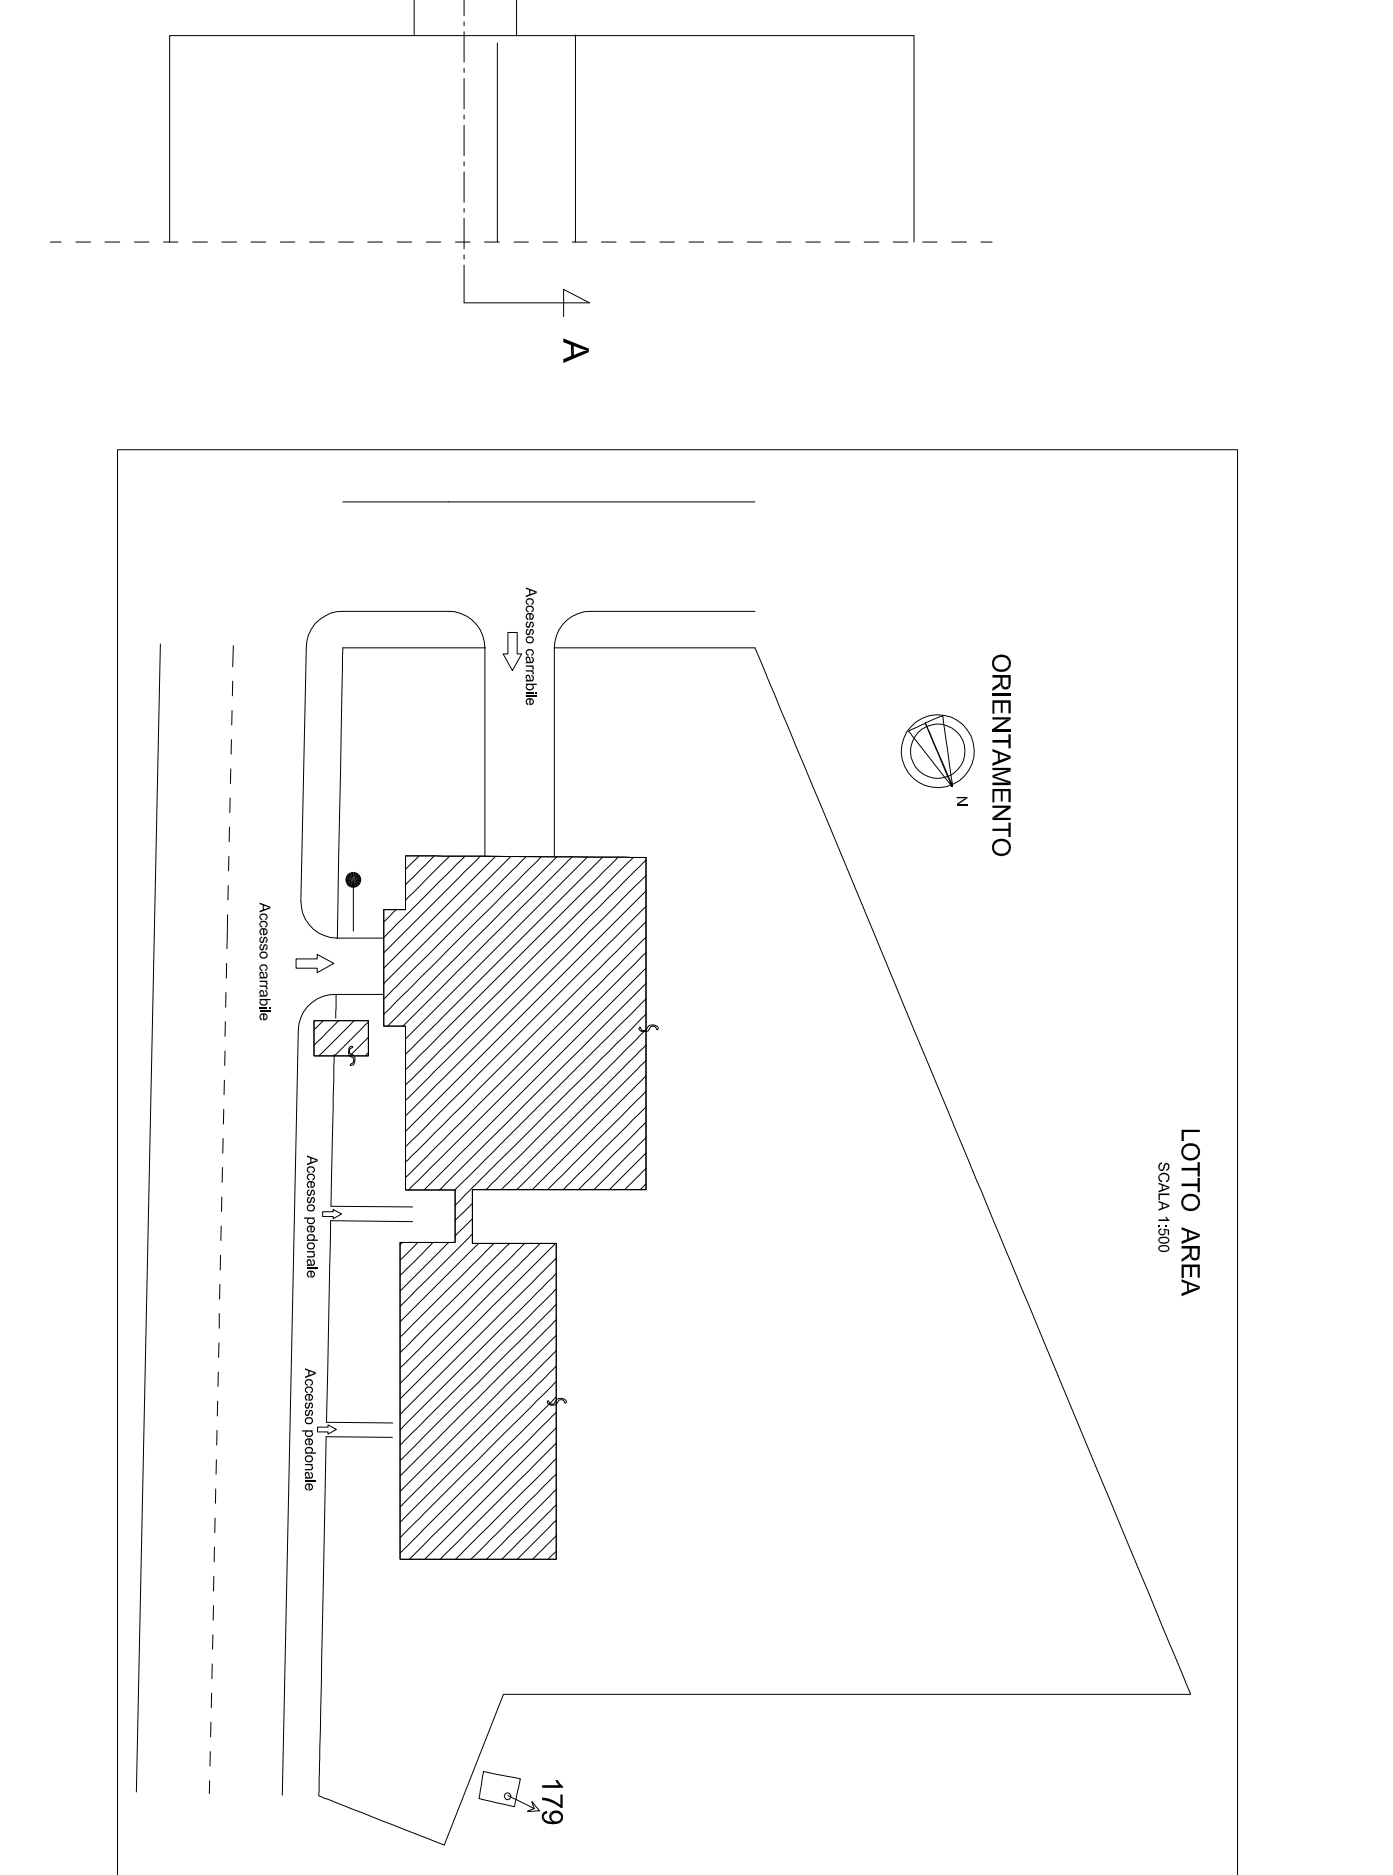 A
LOTTO AREA
SCALA 1:500
ORIENTAMENTO
N
Accesso carrabile
Accesso carrabile
Accesso pedonale
Accesso pedonale
179